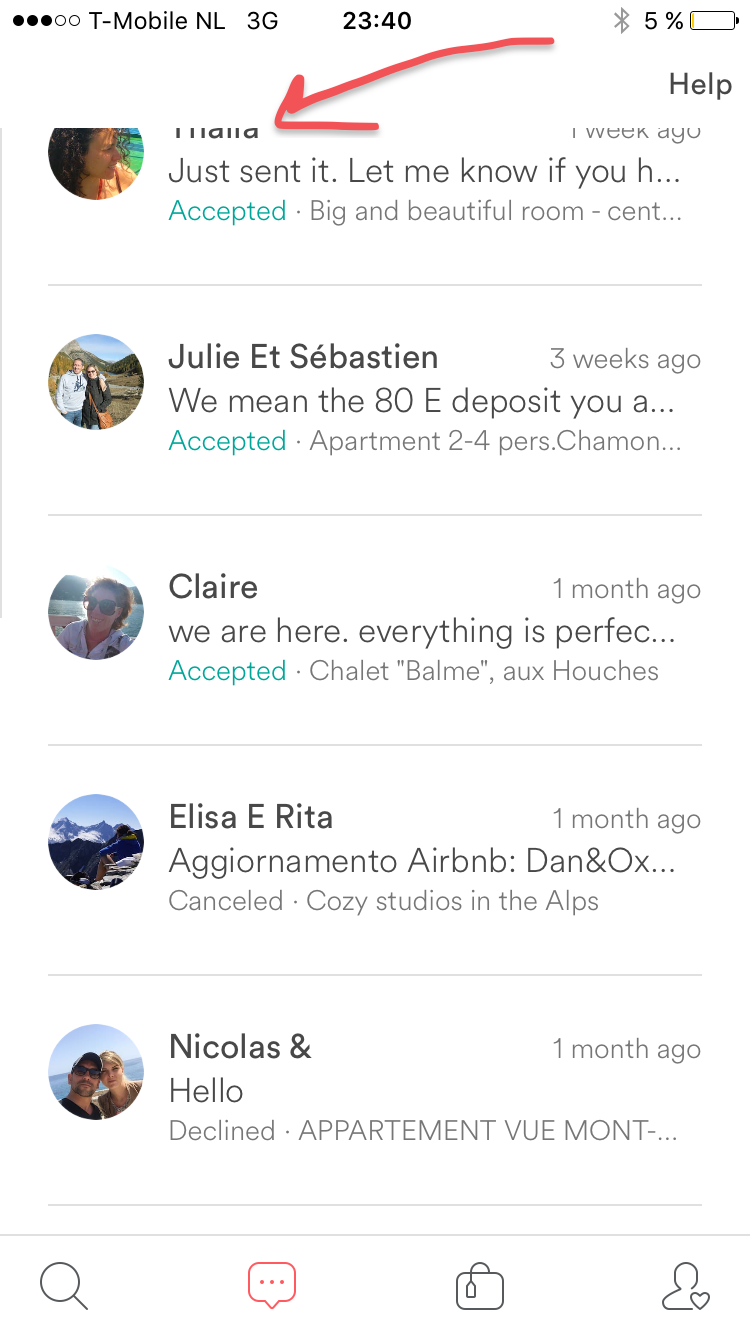 T-Mobile NL 3G 23:40 5 %
Help
Thalia 1 week ago
Just sent it. Let me know if you h...
Accepted · Big and beautiful room - cent...
Julie Et Sébastien 3 weeks ago
We mean the 80 E deposit you a...
Accepted · Apartment 2-4 pers.Chamon...
Claire 1 month ago
we are here. everything is perfec...
Accepted · Chalet "Balme", aux Houches
Elisa E Rita 1 month ago
Aggiornamento Airbnb: Dan&Ox...
Canceled · Cozy studios in the Alps
Nicolas & 1 month ago
Hello
Declined · APPARTEMENT VUE MONT-...